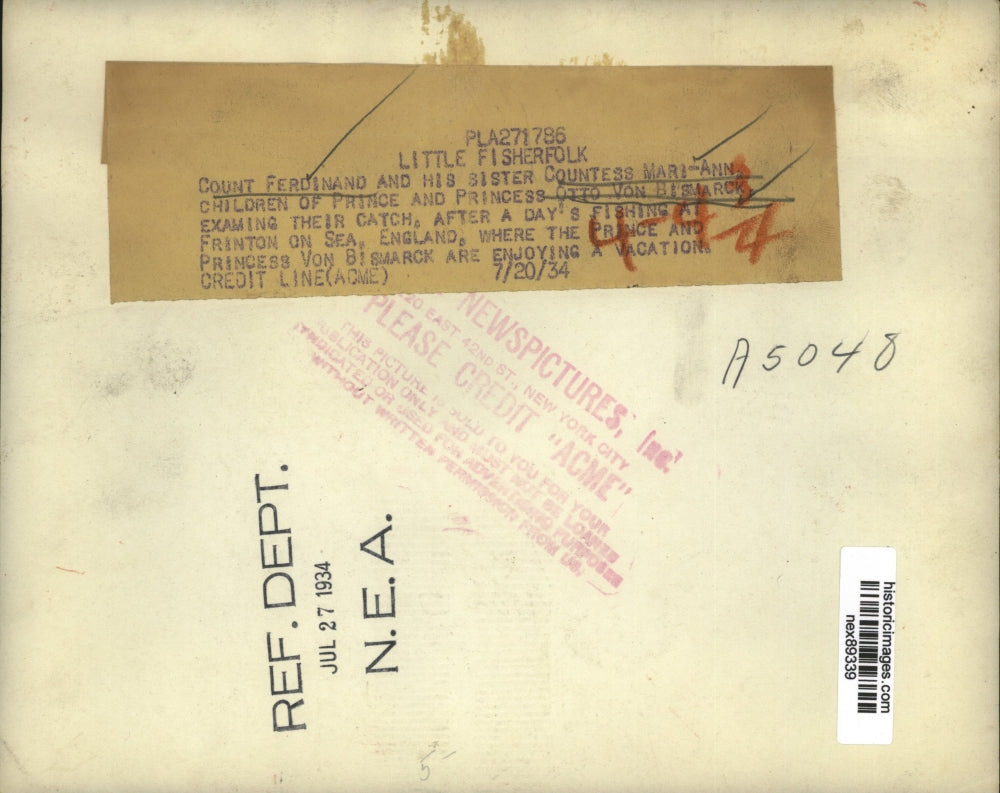 PLA271786
LITTLE FISHERFOLK
COUNT FERDINAND AND HIS SISTER COUNTESS MARI-ANN,
CHILDREN OF PRINCE AND PRINCESS OTTO VON BISMARCK,
EXAMING THEIR CATCH, AFTER A DAY'S FISHING AT
FRINTON ON SEA, ENGLAND, WHERE THE PRINCE AND
PRINCESS VON BISMARCK ARE ENJOYING A VACATION.
CREDIT LINE(ACME) 7/20/34
NEWSPICTURES, Inc.
220 EAST 42ND ST., NEW YORK CITY
PLEASE CREDIT "ACME"
THIS PICTURE IS SOLD TO YOU FOR YOUR
PUBLICATION ONLY AND MUST NOT BE LOANED
SYNDICATED OR USED FOR ADVERTISING PURPOSES
WITHOUT WRITTEN PERMISSION FROM US.
A5048
REF. DEPT.
JUL 27 1934
N.E.A.
historicimages.com
nex89339
5